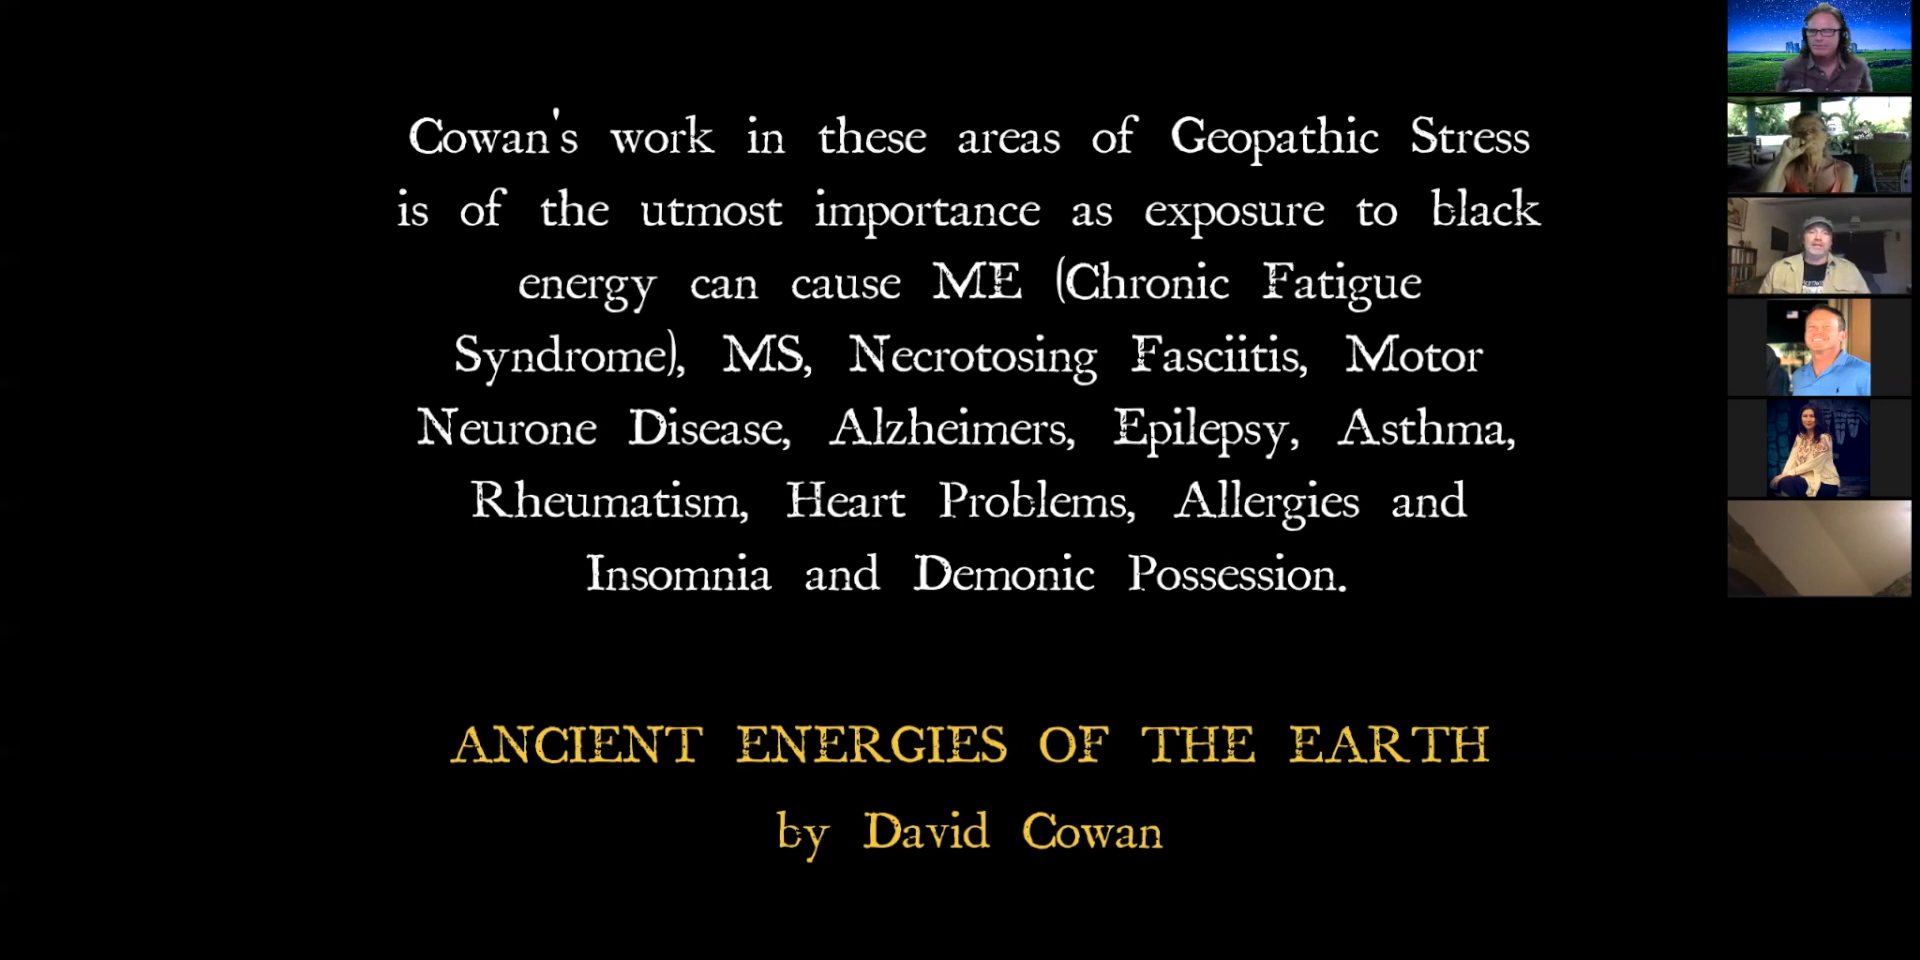 Cowan's work in these areas of Geopathic Stress
is of the utmost importance as exposure to black
energy can cause ME (Chronic Fatigue
Syndrome), MS, Necrotosing Fasciitis, Motor
Neurone Disease, Alzheimers, Epilepsy, Asthma,
Rheumatism, Heart Problems, Allergies and
Insomnia and Demonic Possession.
ANCIENT ENERGIES OF THE EARTH
by David Cowan